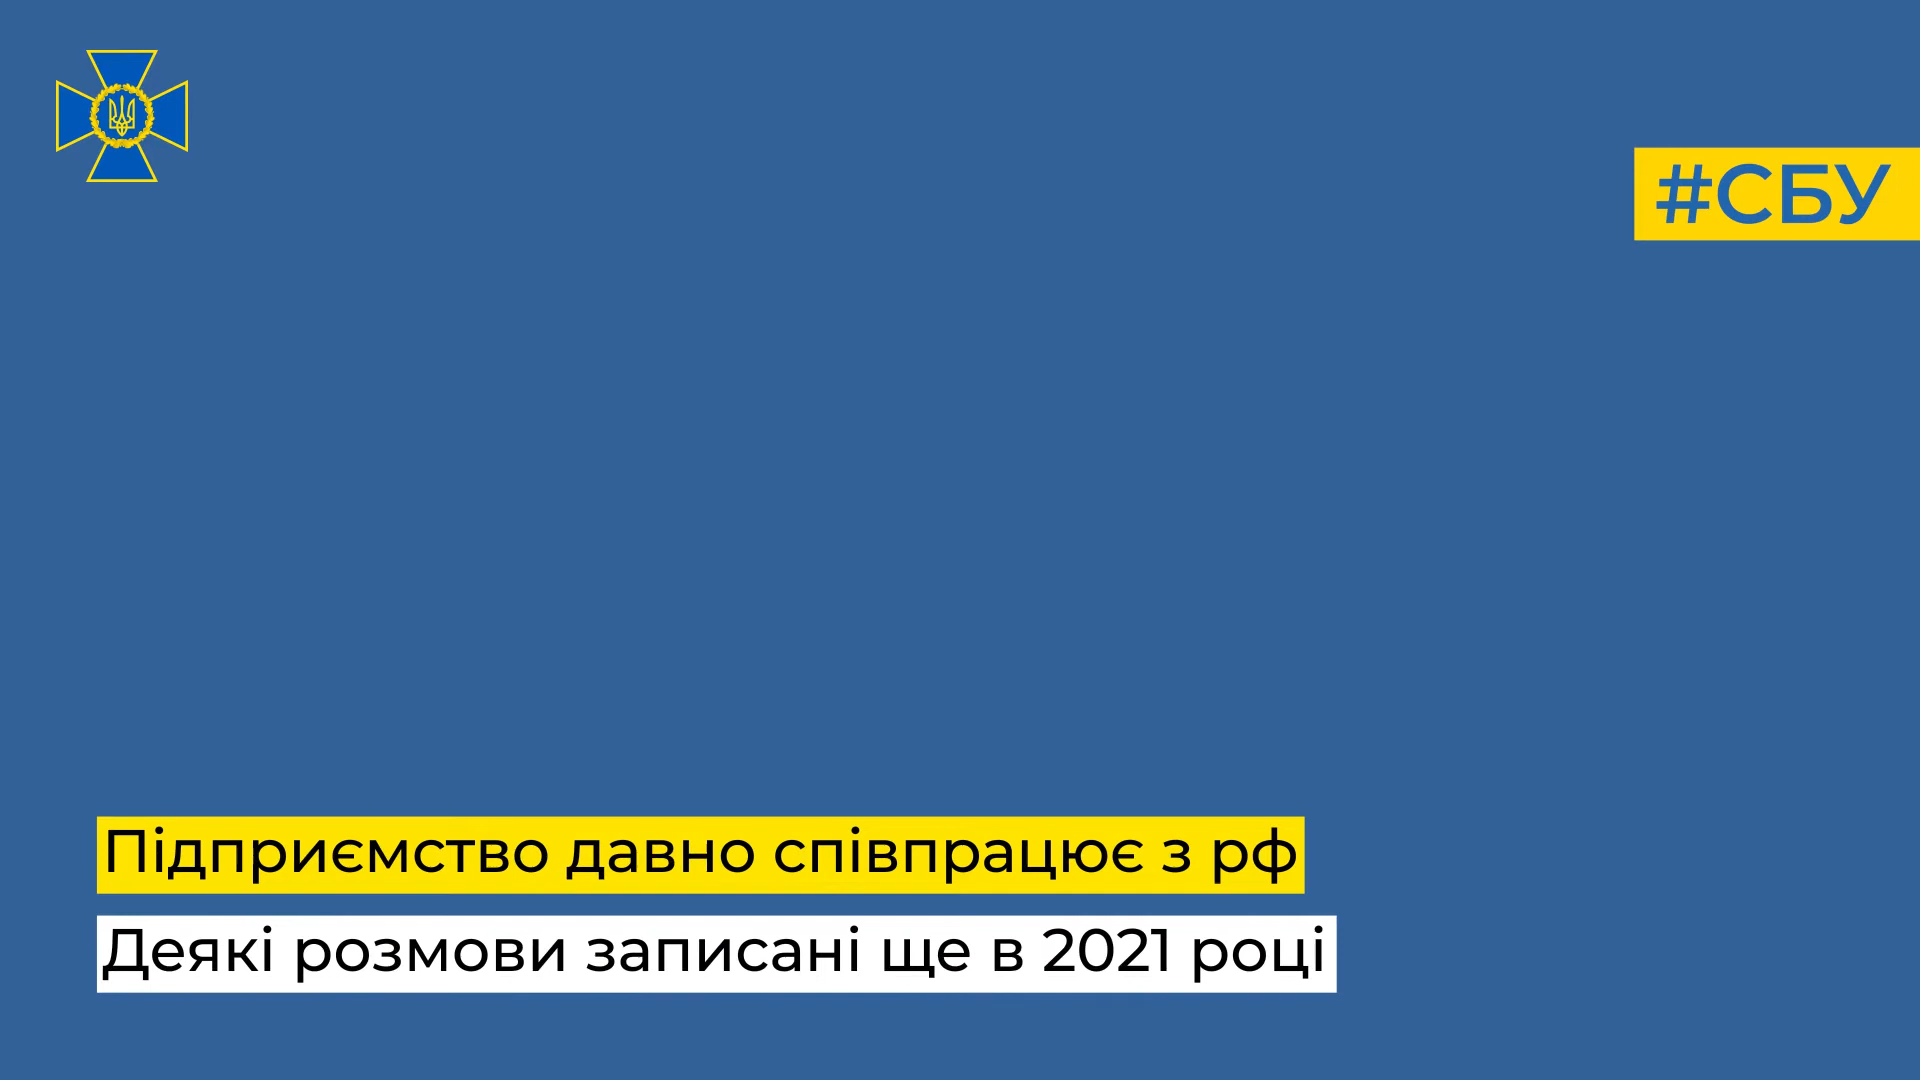 #СБУ
Підприємство давно співпрацює з рф
Деякі розмови записані ще в 2021 році